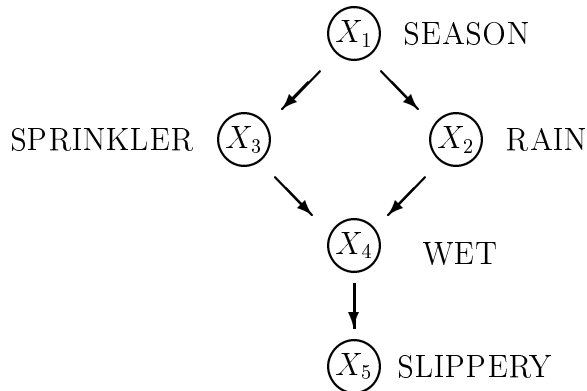 X₁ SEASON
SPRINKLER X₃ X₂ RAIN
X₄ WET
X₅ SLIPPERY